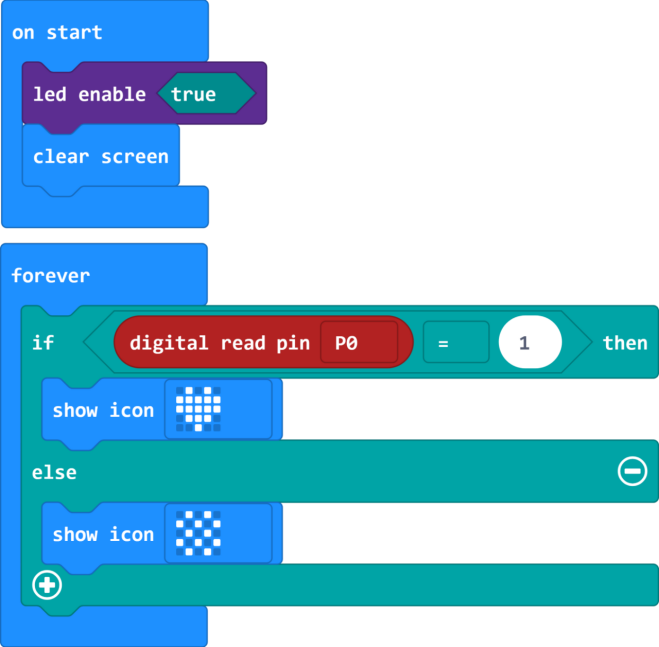 on start
led enable true
clear screen
forever
if digital read pin P0 = 1 then
show icon
else
show icon